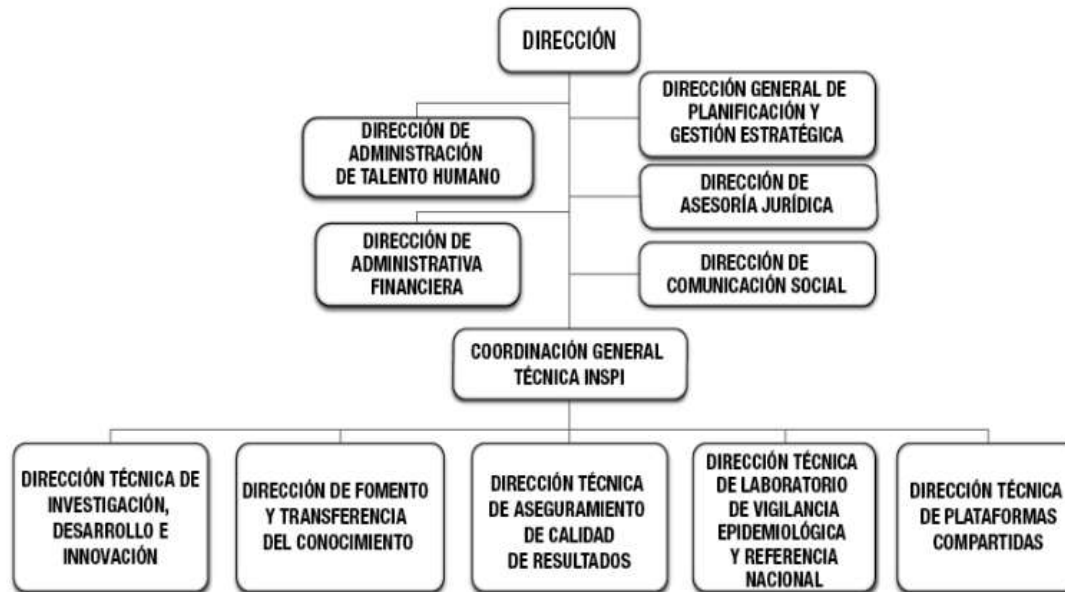 DIRECCIÓN
DIRECCIÓN GENERAL DE
PLANIFICACIÓN Y
GESTIÓN ESTRATÉGICA
DIRECCIÓN DE
ADMINISTRACIÓN
DE TALENTO HUMANO
DIRECCIÓN DE
ASESORÍA JURÍDICA
DIRECCIÓN DE
ADMINISTRATIVA
FINANCIERA
DIRECCIÓN DE
COMUNICACIÓN SOCIAL
COORDINACIÓN GENERAL
TÉCNICA INSPI
DIRECCIÓN TÉCNICA DE
INVESTIGACIÓN,
DESARROLLO E
INNOVACIÓN
DIRECCIÓN DE FOMENTO
Y TRANSFERENCIA
DEL CONOCIMIENTO
DIRECCIÓN TÉCNICA
DE ASEGURAMIENTO
DE CALIDAD
DE RESULTADOS
DIRECCIÓN TÉCNICA
DE LABORATORIO
DE VIGILANCIA
EPIDEMIOLÓGICA
Y REFERENCIA
NACIONAL
DIRECCIÓN TÉCNICA
DE PLATAFORMAS
COMPARTIDAS